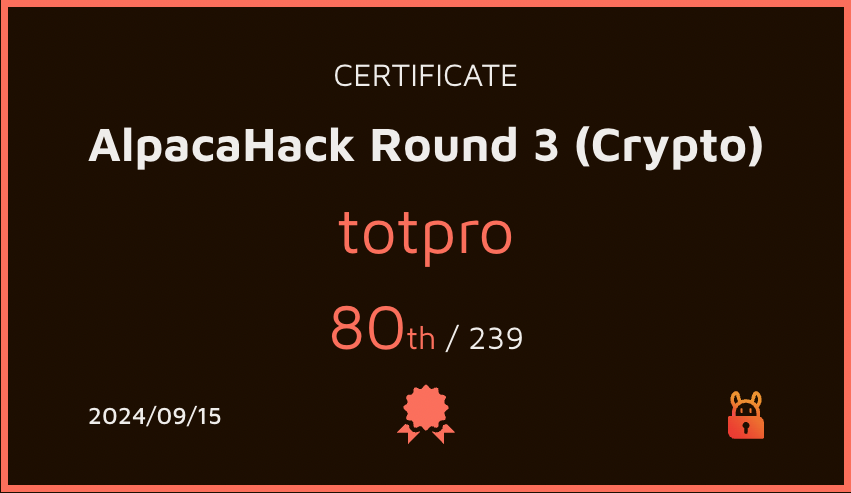 CERTIFICATE
AlpacaHack Round 3 (Crypto)
totpro
80th / 239
2024/09/15